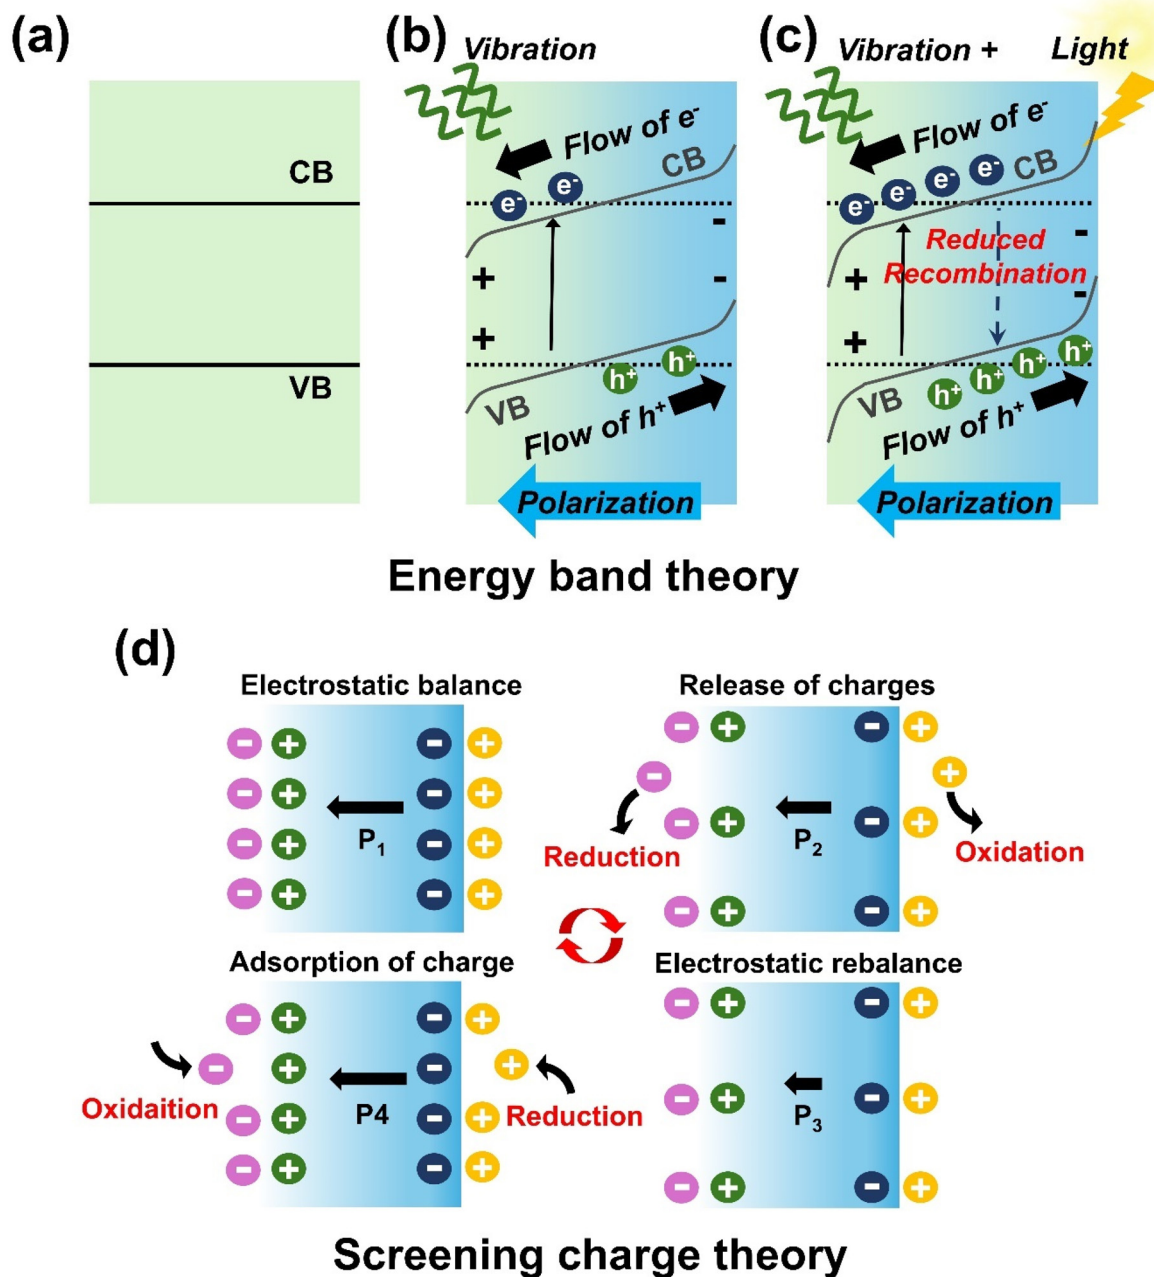 (a)
CB
VB
(b)
Vibration
Flow of e-
CB
e- e-
-
+
-
+
h+ h+
VB
Flow of h+
Polarization
(c)
Vibration + Light
Flow of e-
CB
e- e- e- e-
Reduced
Recombination
-
+
-
+
h+ h+ h+ h+
VB
Flow of h+
Polarization
Energy band theory
(d)
Electrostatic balance
- + - +
- + - +
P1
- + - +
- + - +
Release of charges
- + - +
- +
P2
- + - +
Reduction
Oxidation
- + - +
Adsorption of charge
- + - +
- + - +
Oxidaition
P4
Reduction
- + - +
- + - +
Electrostatic rebalance
- + - +
P3
- + - +
- + - +
Screening charge theory